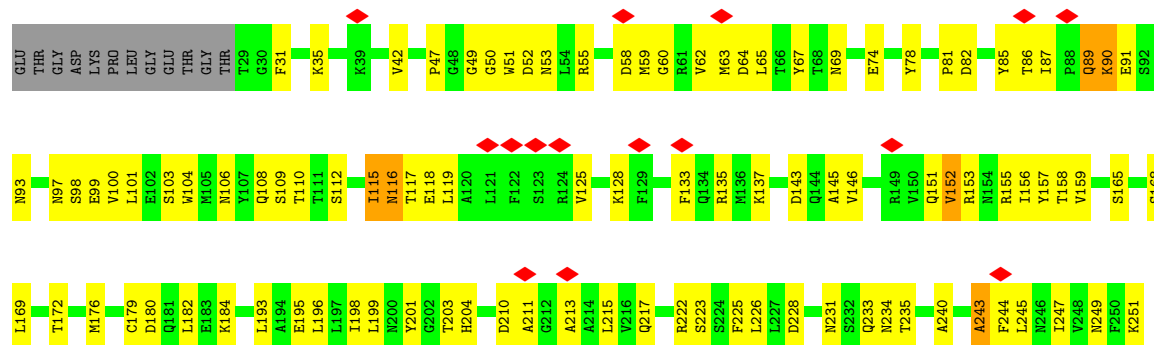 GLU THR GLY ASP LYS PRO LEU GLY GLU THR GLY THR T29 G30 F31 K35 K39 V42 P47 G48 G49 G50 W51 D52 N53 L54 R55 D58 M59 G60 R61 V62 M63 D64 L65 T66 Y67 T68 N69 E74 Y78 P81 D82 Y85 T86 I87 P88 Q89 K90 E91 S92
N93 N97 S98 E99 V100 L101 E102 S103 W104 M105 N106 Y107 Q108 S109 T110 T111 S112 I115 N116 T117 E118 L119 A120 L121 F122 S123 R124 V125 K128 F129 F133 Q134 R135 M136 K137 D143 Q144 A145 V146 R149 V150 Q151 V152 R153 N154 R155 I156 Y157 T158 V159 S165
L169 T172 M176 C179 D180 Q181 L182 E183 K184 L193 A194 E195 L196 L197 I198 L199 N200 Y201 G202 T203 H204 D210 A211 G212 A213 A214 L215 V216 Q217 R222 S223 S224 F225 L226 L227 D228 N231 S232 Q233 N234 T235 A240 A243 F244 L245 N246 I247 V248 N249 F250 K251